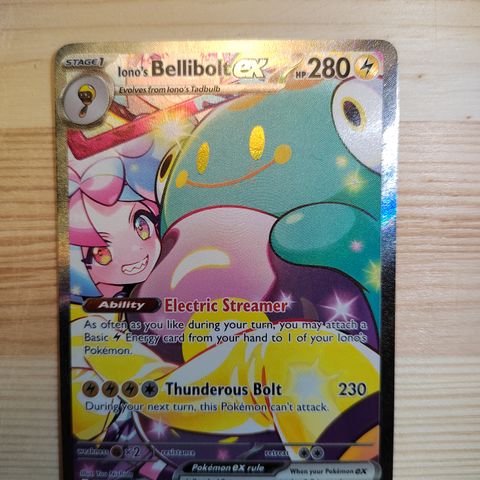 STAGE 1
Iono's Bellibolt ex HP 280
Evolves from Iono's Tadbulb
Ability Electric Streamer
As often as you like during your turn, you may attach a
Basic Energy card from your hand to 1 of your Iono's
Pokémon.
Thunderous Bolt 230
During your next turn, this Pokémon can't attack.
weakness ×2 resistance retreat
Pokémon ex rule
When your Pokémon ex